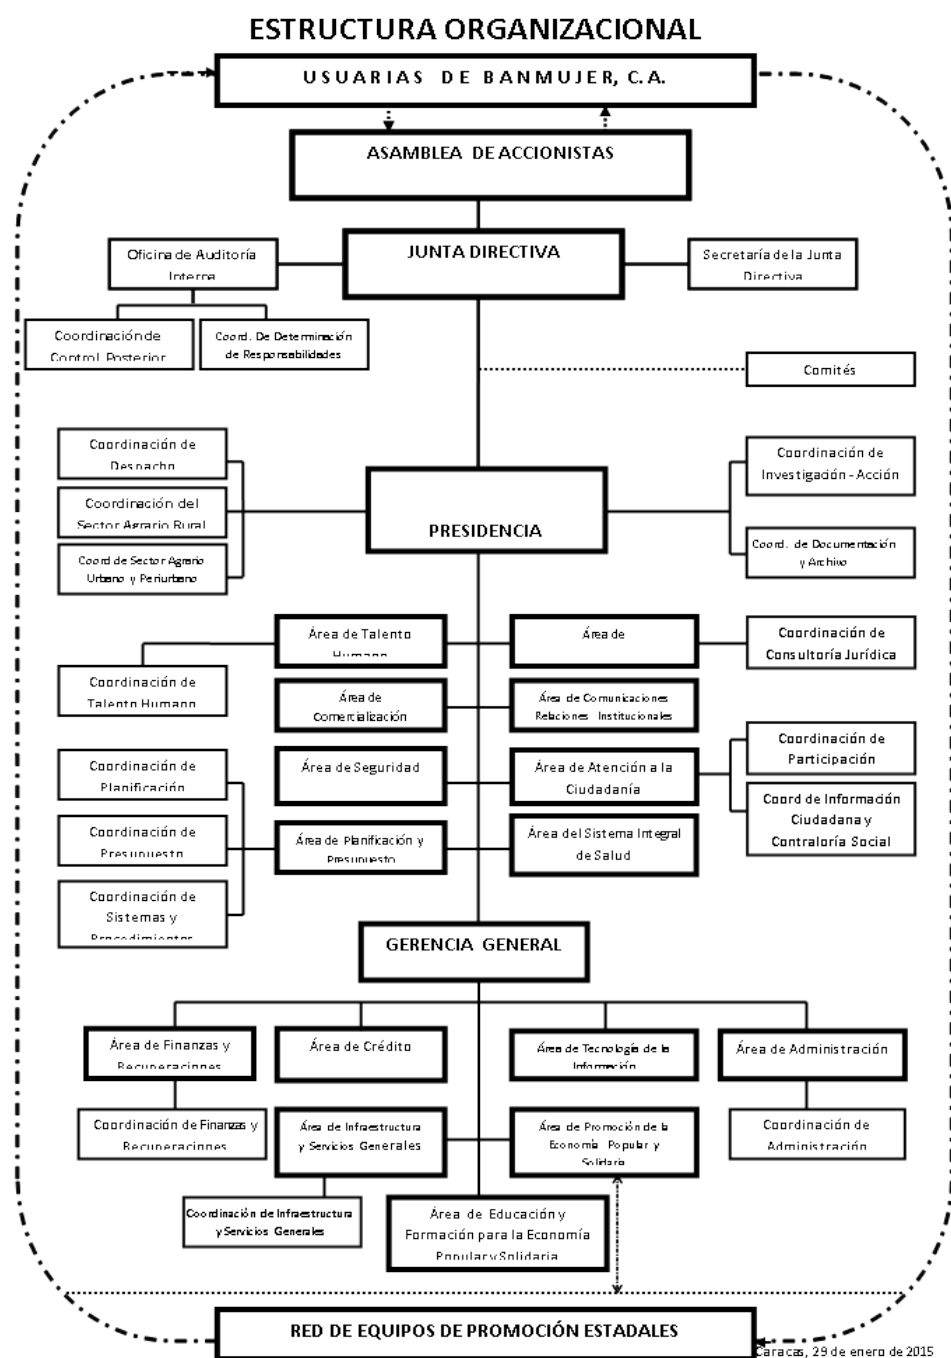 ESTRUCTURA ORGANIZACIONAL
USUARIAS DE BANMUJER, C.A.
ASAMBLEA DE ACCIONISTAS
JUNTA DIRECTIVA
Oficina de Auditoría
Interna
Secretaría de la Junta
Directiva
Coordinación de
Control Posterior
Coord. De Determinación
de Responsabilidades
Comités
Coordinación de
Despacho
Coordinación del
Sector Agrario Rural
Coord de Sector Agrario
Urbano y Periurbano
PRESIDENCIA
Coordinación de
Investigación - Acción
Coord. de Documentación
y Archivo
Área de Talento
Humano
Área de
Coordinación de
Consultoría Jurídica
Coordinación de
Talento Humano
Área de
Comercialización
Área de Comunicaciones
Relaciones Institucionales
Área de Seguridad
Área de Atención a la
Ciudadanía
Coordinación de
Participación
Coord de Información
Ciudadana y
Contraloría Social
Coordinación de
Planificación
Coordinación de
Presupuesto
Coordinación de
Sistemas y
Procedimientos
Área de Planificación y
Presupuesto
Área del Sistema Integral
de Salud
GERENCIA GENERAL
Área de Finanzas y
Recuperaciones
Área de Crédito
Área de Tecnología de la
Información
Área de Administración
Coordinación de Finanzas y
Recuperaciones
Área de Infraestructura
y Servicios Generales
Área de Promoción de la
Economía Popular y
Solidaria
Coordinación de
Administración
Coordinación de Infraestructura
y Servicios Generales
Área de Educación y
Formación para la Economía
Popular y Solidaria
RED DE EQUIPOS DE PROMOCIÓN ESTADALES
Caracas, 29 de enero de 2015